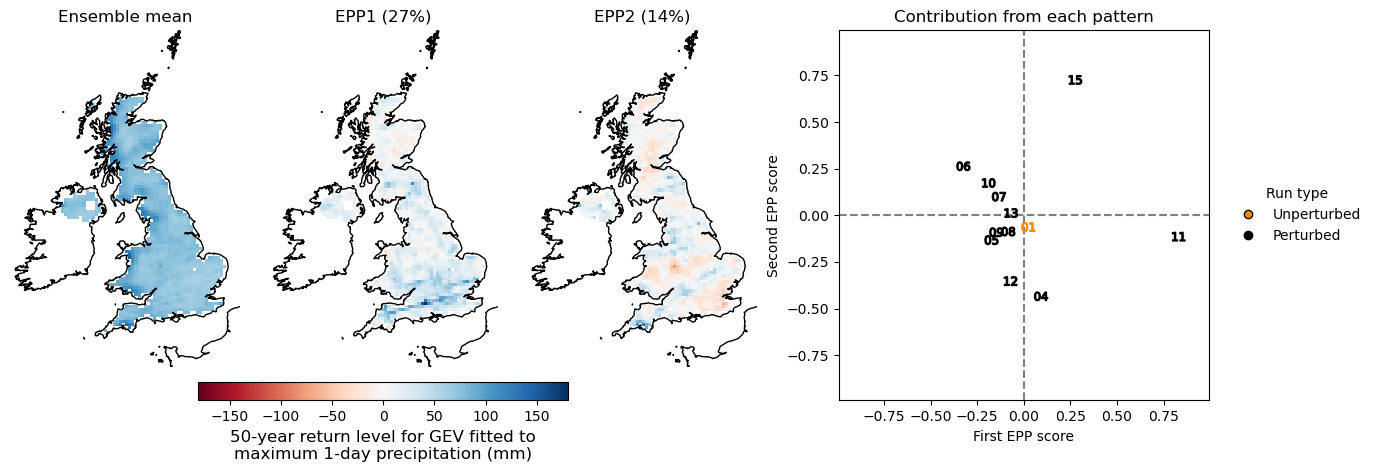 Ensemble mean
EPP1 (27%)
EPP2 (14%)
Contribution from each pattern
−150 −100 −50 0 50 100 150
50-year return level for GEV fitted to
maximum 1-day precipitation (mm)
Second EPP score
0.75
0.50
0.25
0.00
−0.25
−0.50
−0.75
15
06
10
07
13
01
09
08
05
11
12
04
−0.75 −0.50 −0.25 0.00 0.25 0.50 0.75
First EPP score
Run type
Unperturbed
Perturbed